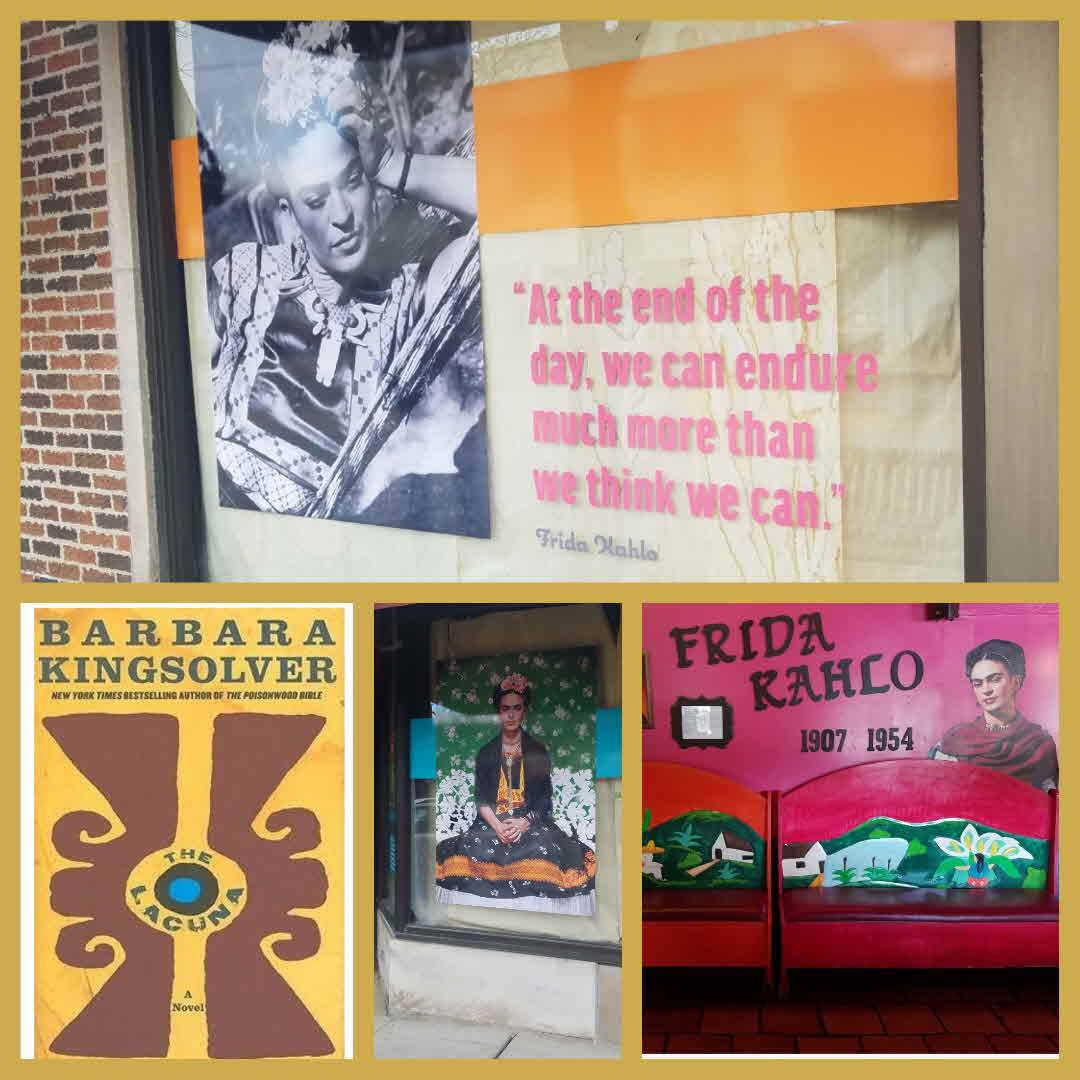 “At the end of the
day, we can endure
much more than
we think we can.”
Frida Kahlo
BARBARA
KINGSOLVER
NEW YORK TIMES BESTSELLING AUTHOR OF THE POISONWOOD BIBLE
THE
LACUNA
A
Novel
FRIDA
KAHLO
1907 1954